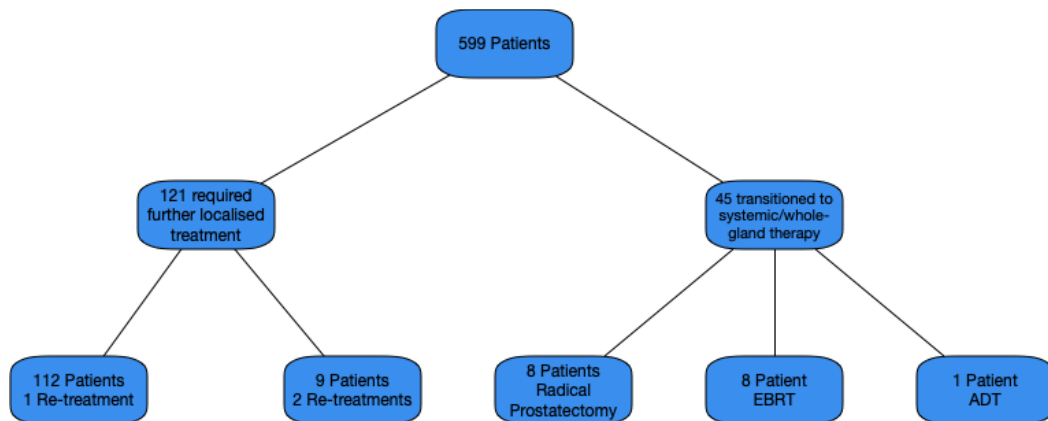 599 Patients
121 required
further localised
treatment
45 transitioned to
systemic/whole-
gland therapy
112 Patients
1 Re-treatment
9 Patients
2 Re-treatments
8 Patients
Radical
Prostatectomy
8 Patient
EBRT
1 Patient
ADT